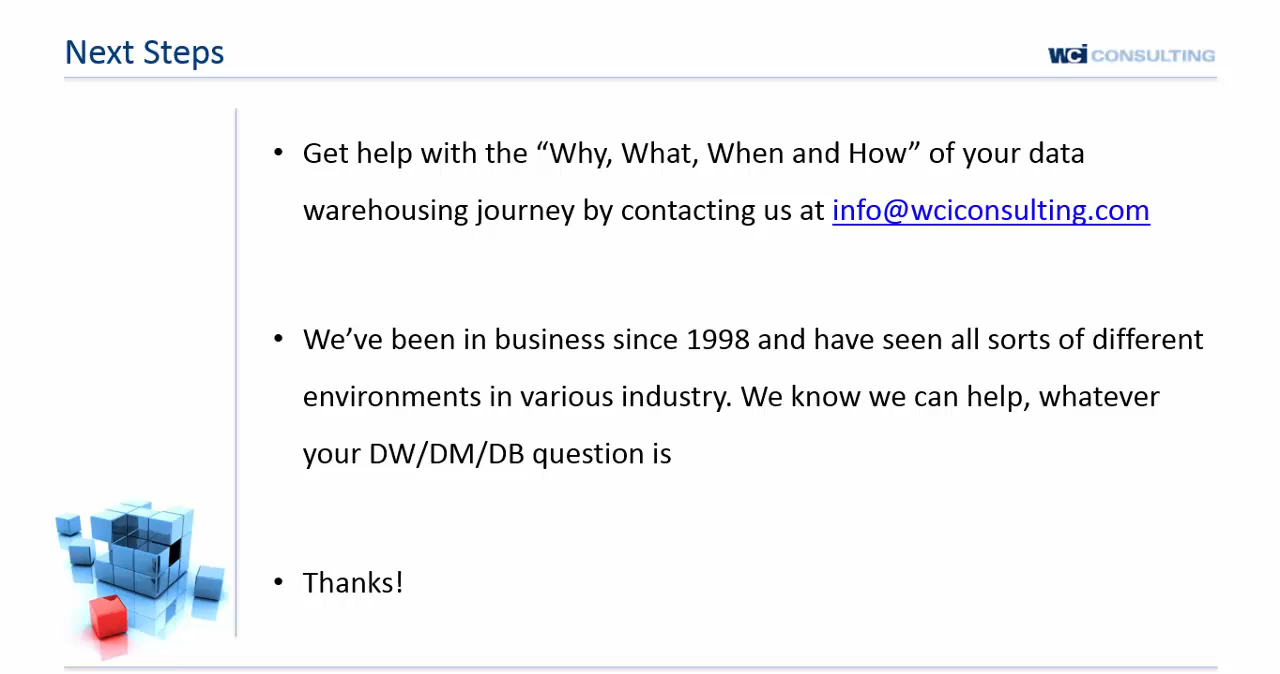 Next Steps
WCI CONSULTING
• Get help with the “Why, What, When and How” of your data
warehousing journey by contacting us at info@wciconsulting.com
• We’ve been in business since 1998 and have seen all sorts of different
environments in various industry. We know we can help, whatever
your DW/DM/DB question is
• Thanks!